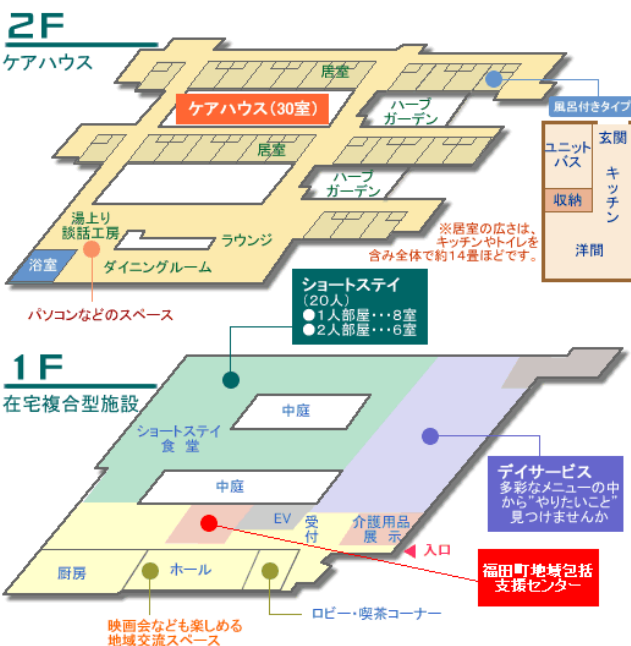 2F
ケアハウス
居室
ケアハウス(30室)
ハーブ
ガーデン
風呂付きタイプ
居室
ハーブ
ガーデン
ユニット
バス
玄関
キッチン
収納
洋間
湯上り
談話工房
ラウンジ
浴室
ダイニングルーム
※居室の広さは、
キッチンやトイレを
含み全体で約14畳ほどです。
パソコンなどのスペース
ショートステイ
(20人)
●1人部屋・・・8室
●2人部屋・・・6室
1F
在宅複合型施設
中庭
ショートステイ
食堂
中庭
デイサービス
多彩なメニューの中
から"やりたいこと"
見つけませんか
EV
受付
介護用品
展示
入口
福田町地域包括
支援センター
厨房
ホール
ロビー・喫茶コーナー
映画会なども楽しめる
地域交流スペース